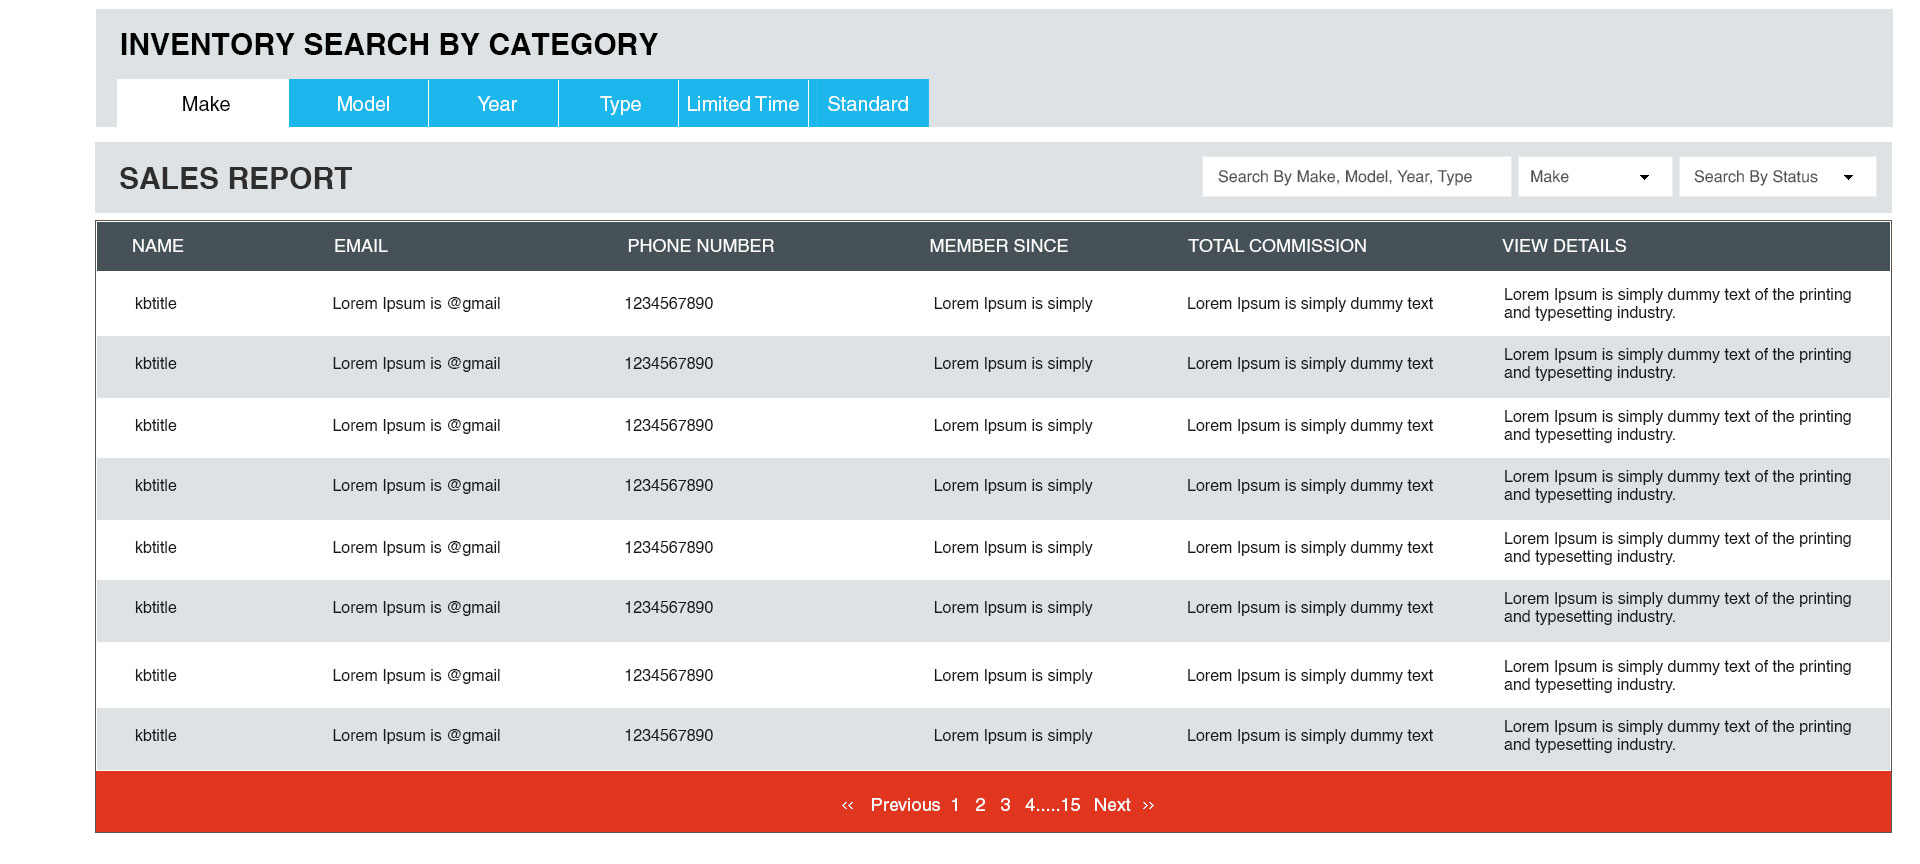 INVENTORY SEARCH BY CATEGORY
Make Model Year Type Limited Time Standard
SALES REPORT Search By Make, Model, Year, Type Make Search By Status
NAME EMAIL PHONE NUMBER MEMBER SINCE TOTAL COMMISSION VIEW DETAILS
kbtitle Lorem Ipsum is @gmail 1234567890 Lorem Ipsum is simply Lorem Ipsum is simply dummy text Lorem Ipsum is simply dummy text of the printing
and typesetting industry.
kbtitle Lorem Ipsum is @gmail 1234567890 Lorem Ipsum is simply Lorem Ipsum is simply dummy text Lorem Ipsum is simply dummy text of the printing
and typesetting industry.
kbtitle Lorem Ipsum is @gmail 1234567890 Lorem Ipsum is simply Lorem Ipsum is simply dummy text Lorem Ipsum is simply dummy text of the printing
and typesetting industry.
kbtitle Lorem Ipsum is @gmail 1234567890 Lorem Ipsum is simply Lorem Ipsum is simply dummy text Lorem Ipsum is simply dummy text of the printing
and typesetting industry.
kbtitle Lorem Ipsum is @gmail 1234567890 Lorem Ipsum is simply Lorem Ipsum is simply dummy text Lorem Ipsum is simply dummy text of the printing
and typesetting industry.
kbtitle Lorem Ipsum is @gmail 1234567890 Lorem Ipsum is simply Lorem Ipsum is simply dummy text Lorem Ipsum is simply dummy text of the printing
and typesetting industry.
kbtitle Lorem Ipsum is @gmail 1234567890 Lorem Ipsum is simply Lorem Ipsum is simply dummy text Lorem Ipsum is simply dummy text of the printing
and typesetting industry.
kbtitle Lorem Ipsum is @gmail 1234567890 Lorem Ipsum is simply Lorem Ipsum is simply dummy text Lorem Ipsum is simply dummy text of the printing
and typesetting industry.
‹‹ Previous 1 2 3 4.....15 Next ››